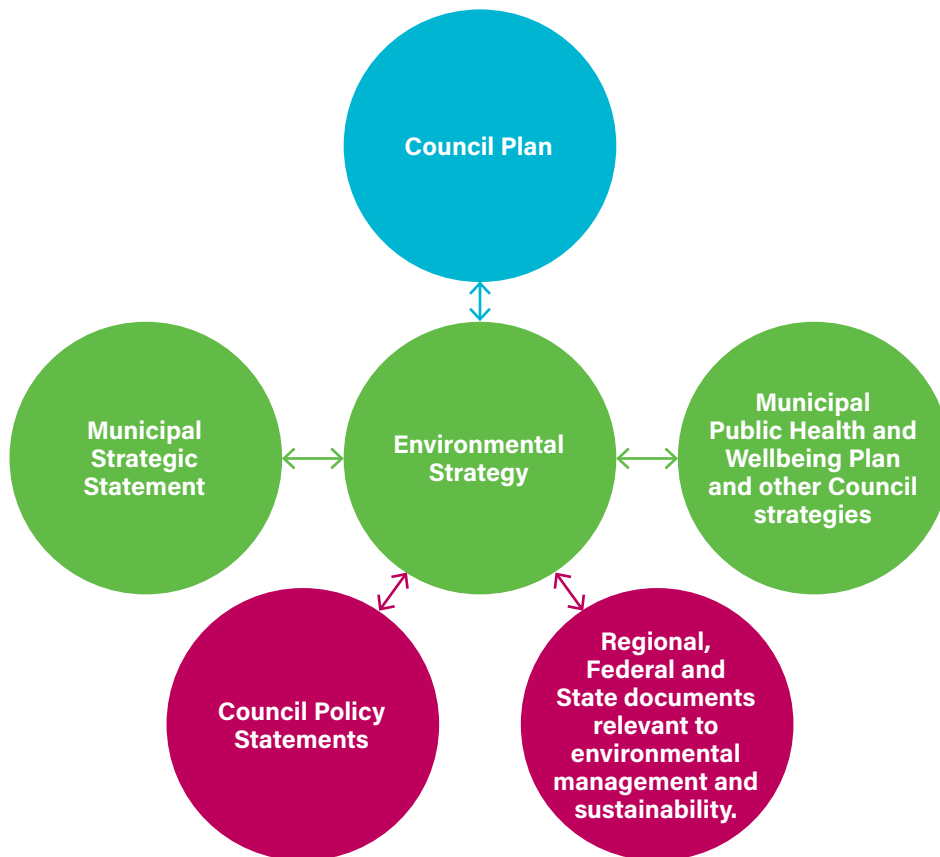 Council Plan
Municipal
Strategic
Statement
Environmental
Strategy
Municipal
Public Health and
Wellbeing Plan
and other Council
strategies
Council Policy
Statements
Regional,
Federal and
State documents
relevant to
environmental
management and
sustainability.